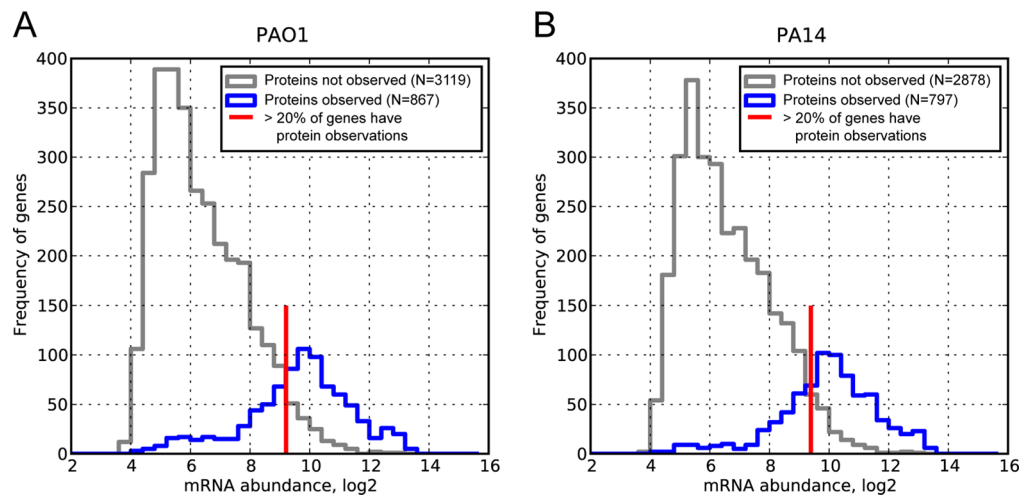 A
PAO1
Frequency of genes
400
350
300
250
200
150
100
50
0
Proteins not observed (N=3119)
Proteins observed (N=867)
> 20% of genes have
protein observations
2
4
6
8
10
12
14
16
mRNA abundance, log2
B
PA14
Frequency of genes
400
350
300
250
200
150
100
50
0
Proteins not observed (N=2878)
Proteins observed (N=797)
> 20% of genes have
protein observations
2
4
6
8
10
12
14
16
mRNA abundance, log2